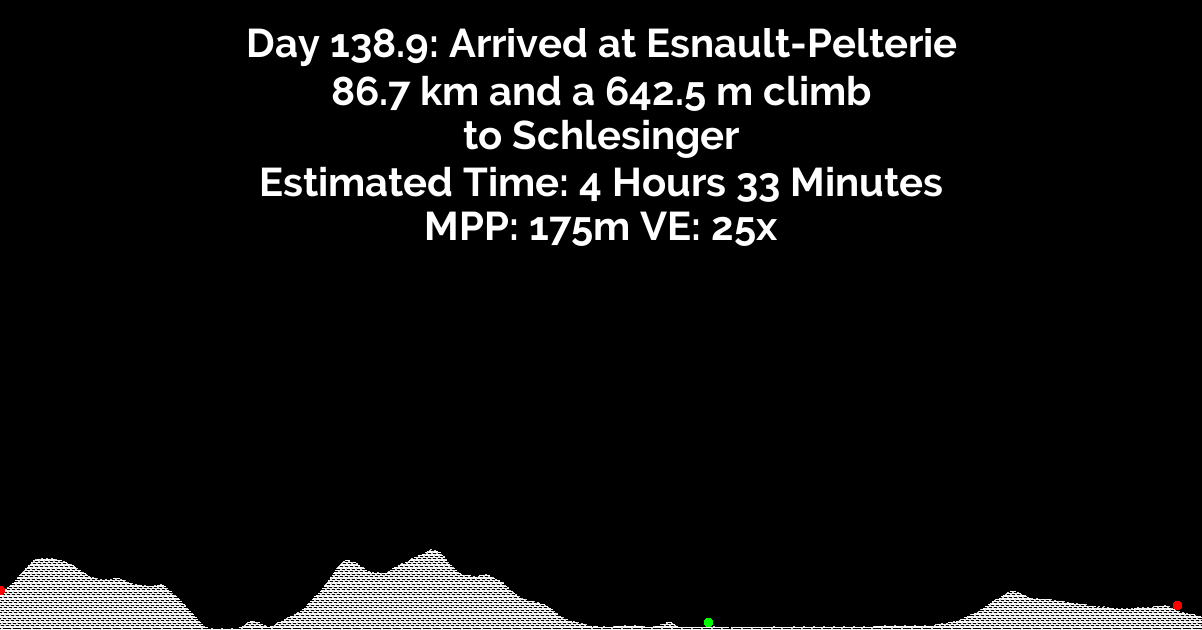 Day 138.9: Arrived at Esnault-Pelterie
86.7 km and a 642.5 m climb
to Schlesinger
Estimated Time: 4 Hours 33 Minutes
MPP: 175m VE: 25x